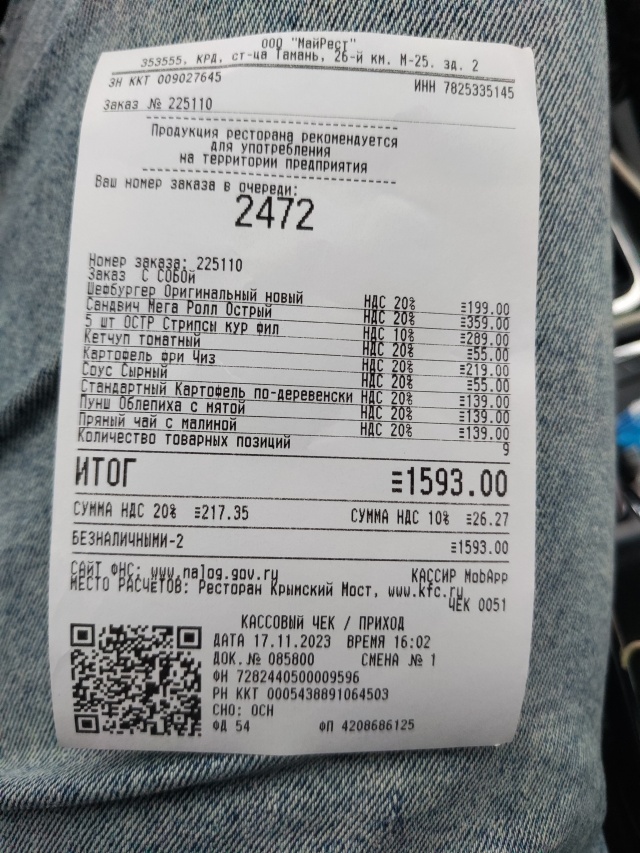 ООО "МайРест"
353555, КРД, ст-ца Тамань, 26-й км. М-25. зд. 2
ЗН ККТ 009027645 ИНН 7825335145
Заказ № 225110
Продукция ресторана рекомендуется
для употребления
на территории предприятия
Ваш номер заказа в очереди:
2472
Номер заказа: 225110
Заказ С СОБОЙ
Шефбургер Оригинальный новый НДС 20% ≡199.00
Сандвич Мега Ролл Острый НДС 20% ≡359.00
5 шт ОСТР Стрипсы кур фил НДС 10% ≡289.00
Кетчуп томатный НДС 20% ≡55.00
Картофель фри Чиз НДС 20% ≡219.00
Соус Сырный НДС 20% ≡55.00
Стандартный Картофель по-деревенски НДС 20% ≡139.00
Пунш Облепиха с мятой НДС 20% ≡139.00
Пряный чай с малиной НДС 20% ≡139.00
Количество товарных позиций 9
ИТОГ ≡1593.00
СУММА НДС 20% ≡217.35 СУММА НДС 10% ≡26.27
БЕЗНАЛИЧНЫМИ-2 ≡1593.00
САЙТ ФНС: www.nalog.gov.ru КАССИР MobApp
МЕСТО РАСЧЕТОВ: Ресторан Крымский Мост, www.kfc.ru
ЧЕК 0051
КАССОВЫЙ ЧЕК / ПРИХОД
ДАТА 17.11.2023 ВРЕМЯ 16:02
ДОК.№ 085800 СМЕНА № 1
ФН 7282440500009596
РН ККТ 0005438891064503
СНО: ОСН
ФД 54 ФП 4208686125